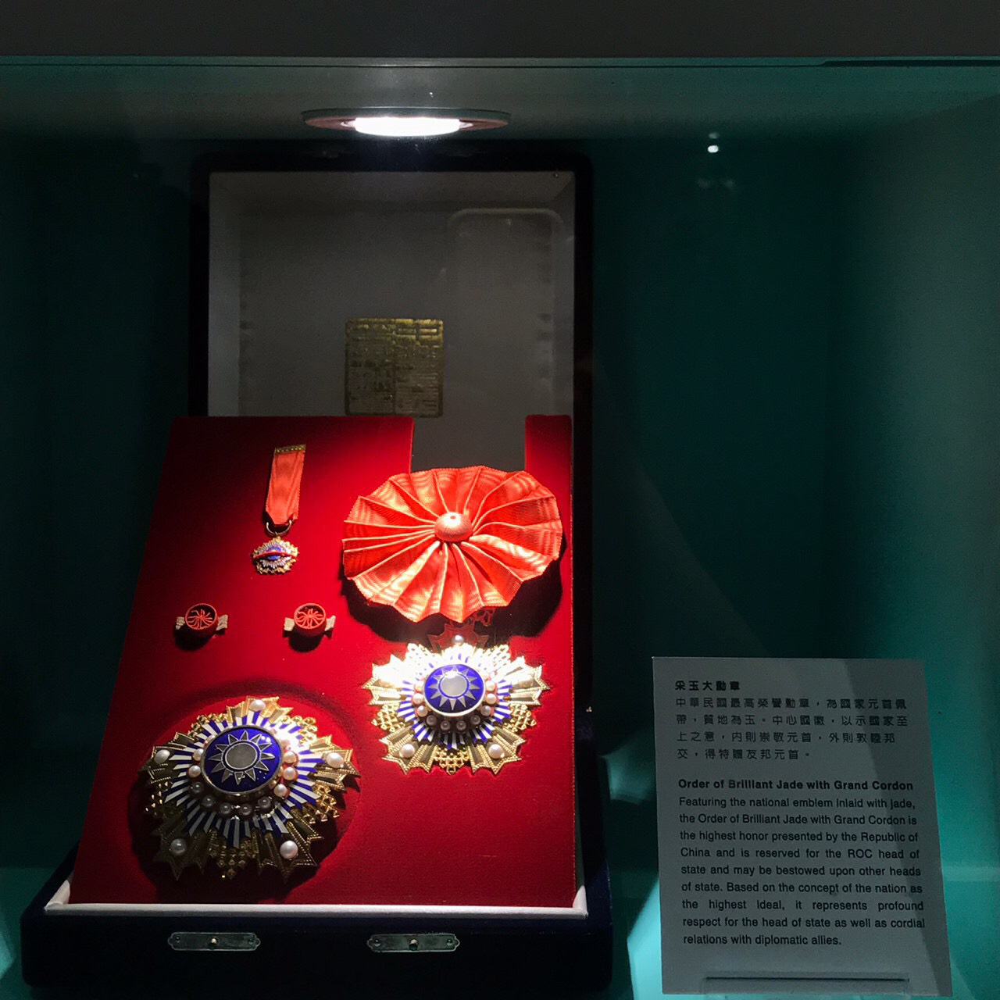 采玉大勳章
中華民國最高榮譽勳章，為國家元首佩
帶，質地為玉。中心國徽，以示國家至
上之意，內則崇敬元首，外則敦睦邦
交，得特贈友邦元首。
Order of Brilliant Jade with Grand Cordon
Featuring the national emblem inlaid with jade,
the Order of Brilliant Jade with Grand Cordon is
the highest honor presented by the Republic of
China and is reserved for the ROC head of
state and may be bestowed upon other heads
of state. Based on the concept of the nation as
the highest ideal, it represents profound
respect for the head of state as well as cordial
relations with diplomatic allies.